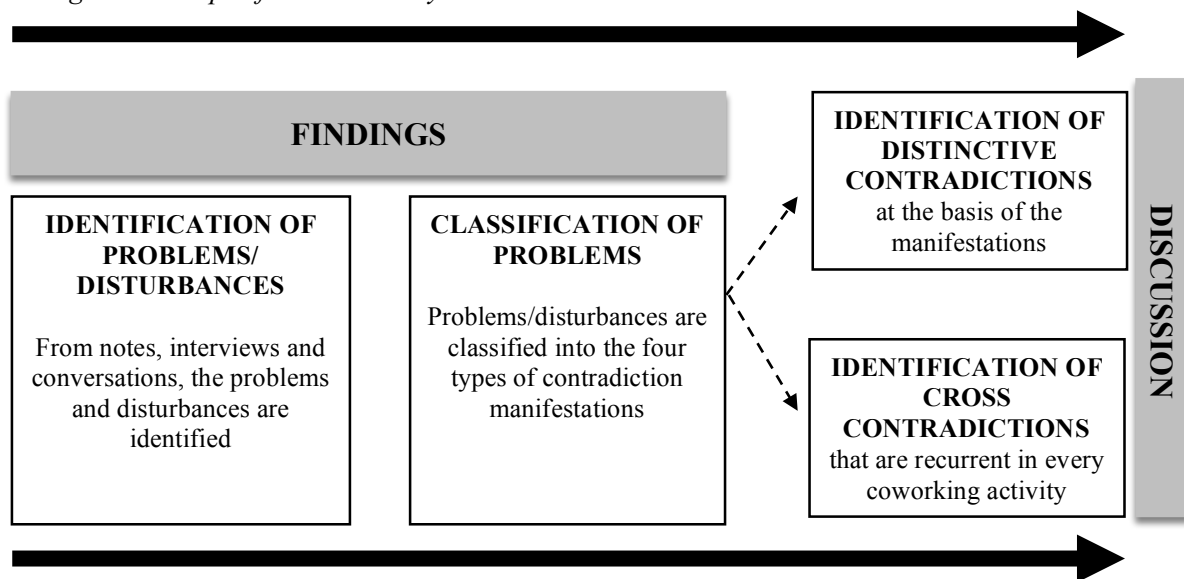 FINDINGS
IDENTIFICATION OF
PROBLEMS/
DISTURBANCES
From notes, interviews and
conversations, the problems
and disturbances are
identified
CLASSIFICATION OF
PROBLEMS
Problems/disturbances are
classified into the four
types of contradiction
manifestations
IDENTIFICATION OF
DISTINCTIVE
CONTRADICTIONS
at the basis of the
manifestations
IDENTIFICATION OF
CROSS
CONTRADICTIONS
that are recurrent in every
coworking activity
DISCUSSION